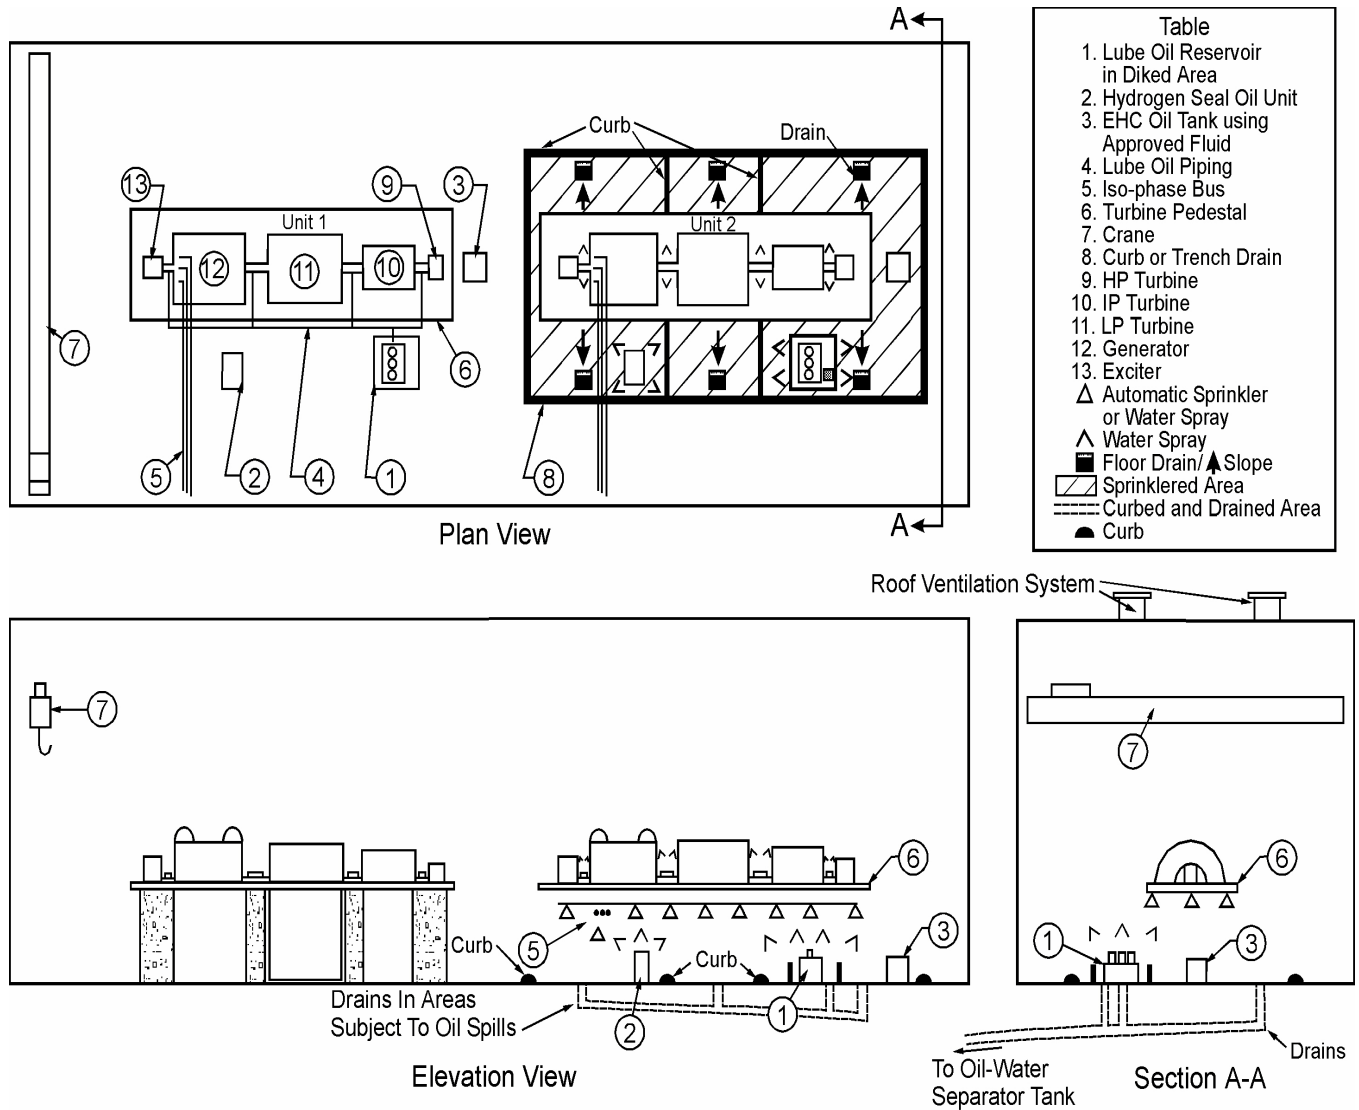 A
Table
1. Lube Oil Reservoir
in Diked Area
2. Hydrogen Seal Oil Unit
3. EHC Oil Tank using
Approved Fluid
4. Lube Oil Piping
5. Iso-phase Bus
6. Turbine Pedestal
7. Crane
8. Curb or Trench Drain
9. HP Turbine
10. IP Turbine
11. LP Turbine
12. Generator
13. Exciter
Automatic Sprinkler
or Water Spray
Water Spray
Floor Drain/ Slope
Sprinklered Area
Curbed and Drained Area
Curb
Curb
Drain
13
9
3
Unit 1
Unit 2
12
11
10
7
6
5
2
4
1
8
A
Plan View
Roof Ventilation System
7
7
6
6
Curb
5
Curb
3
1
3
Drains In Areas
Subject To Oil Spills
2
1
Drains
To Oil-Water
Separator Tank
Elevation View
Section A-A